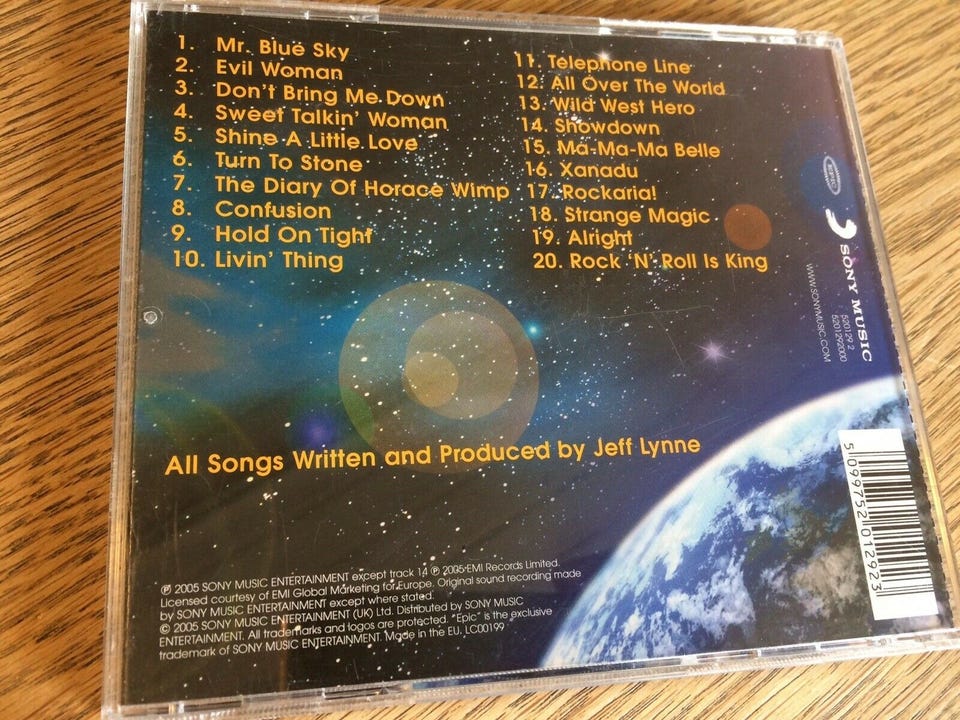 1. Mr. Blue Sky
2. Evil Woman
3. Don't Bring Me Down
4. Sweet Talkin' Woman
5. Shine A Little Love
6. Turn To Stone
7. The Diary Of Horace Wimp
8. Confusion
9. Hold On Tight
10. Livin' Thing
11. Telephone Line
12. All Over The World
13. Wild West Hero
14. Showdown
15. Ma-Ma-Ma Belle
16. Xanadu
17. Rockaria!
18. Strange Magic
19. Alright
20. Rock 'N' Roll Is King
epic
SONY MUSIC
520129 2
5201292000
WWW.SONYMUSIC.COM
All Songs Written and Produced by Jeff Lynne
5 099752 012923
℗ 2005 SONY MUSIC ENTERTAINMENT except track 14 ℗ 2005 EMI Records Limited.
Licensed courtesy of EMI Global Marketing for Europe. Original sound recording made
by SONY MUSIC ENTERTAINMENT except where stated.
© 2005 SONY MUSIC ENTERTAINMENT (UK) Ltd. Distributed by SONY MUSIC
ENTERTAINMENT. All trademarks and logos are protected. "Epic" is the exclusive
trademark of SONY MUSIC ENTERTAINMENT. Made in the EU. LC00199